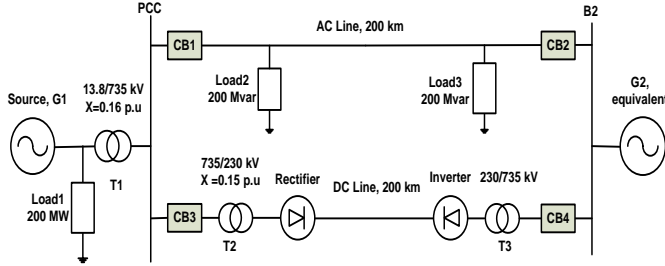 PCC
B2
AC Line, 200 km
CB1
CB2
Load2
200 Mvar
Load3
200 Mvar
13.8/735 kV
X=0.16 p.u
Source, G1
G2,
equivalent
T1
Load1
200 MW
735/230 kV
X =0.15 p.u
Rectifier
DC Line, 200 km
Inverter
230/735 kV
CB3
T2
T3
CB4